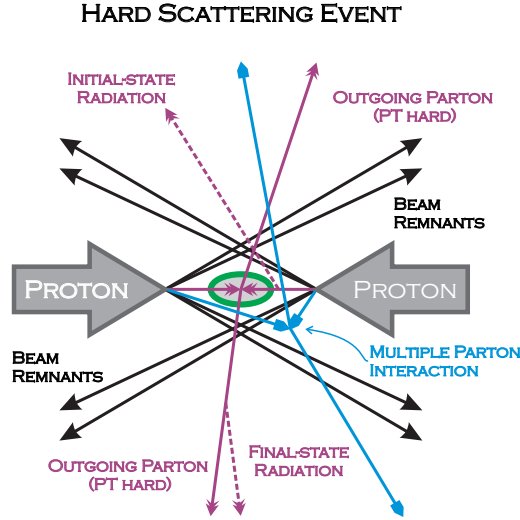 HARD SCATTERING EVENT
INITIAL-STATE
RADIATION
OUTGOING PARTON
(PT HARD)
BEAM
REMNANTS
PROTON
PROTON
BEAM
REMNANTS
MULTIPLE PARTON
INTERACTION
OUTGOING PARTON
(PT HARD)
FINAL-STATE
RADIATION